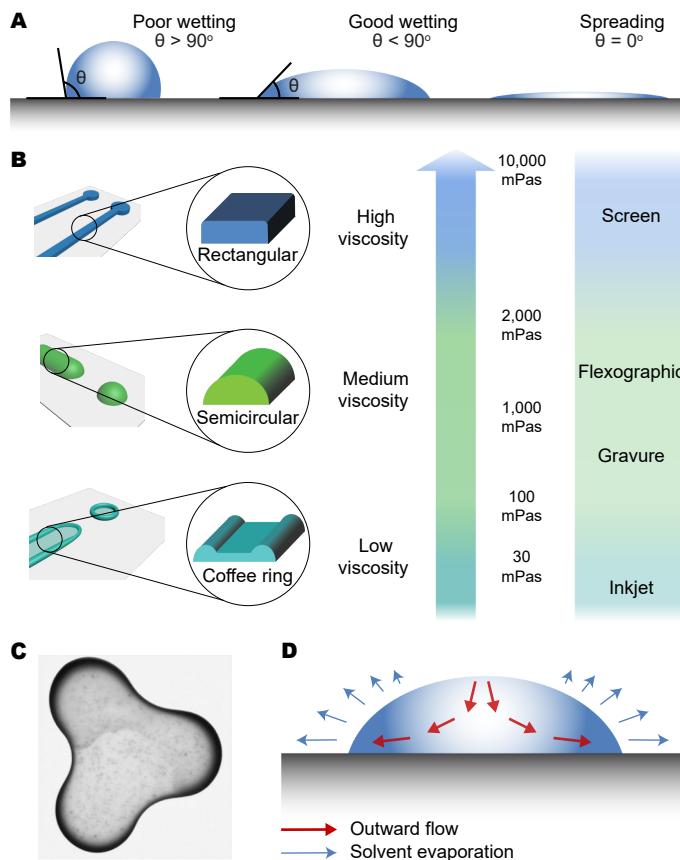 A
Poor wetting
θ > 90°
Good wetting
θ < 90°
Spreading
θ = 0°
θ
θ
B
Rectangular
High
viscosity
10,000
mPas
Screen
2,000
mPas
Semicircular
Medium
viscosity
Flexographic
1,000
mPas
Gravure
100
mPas
Coffee ring
Low
viscosity
30
mPas
Inkjet
C
D
Outward flow
Solvent evaporation